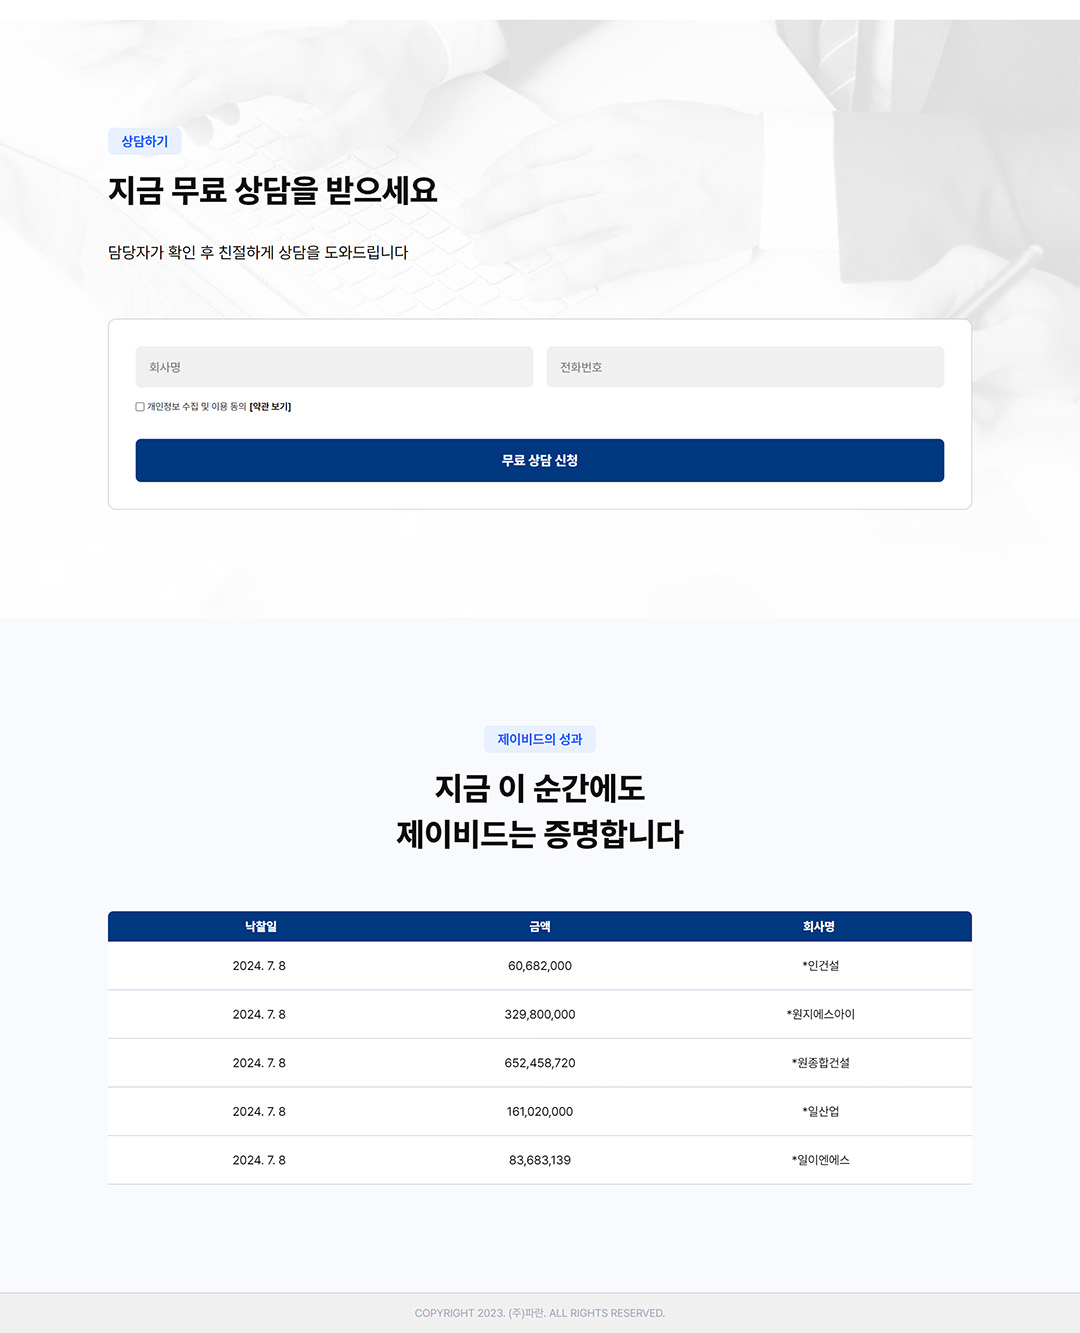 상담하기
지금 무료 상담을 받으세요
담당자가 확인 후 친절하게 상담을 도와드립니다
회사명 전화번호
개인정보 수집 및 이용 동의 [약관 보기]
무료 상담 신청
제이비드의 성과
지금 이 순간에도
제이비드는 증명합니다
낙찰일 금액 회사명
2024. 7. 8 60,682,000 *인건설
2024. 7. 8 329,800,000 *원지에스아이
2024. 7. 8 652,458,720 *원종합건설
2024. 7. 8 161,020,000 *일산업
2024. 7. 8 83,683,139 *일이엔에스
COPYRIGHT 2023. (주)파란. ALL RIGHTS RESERVED.